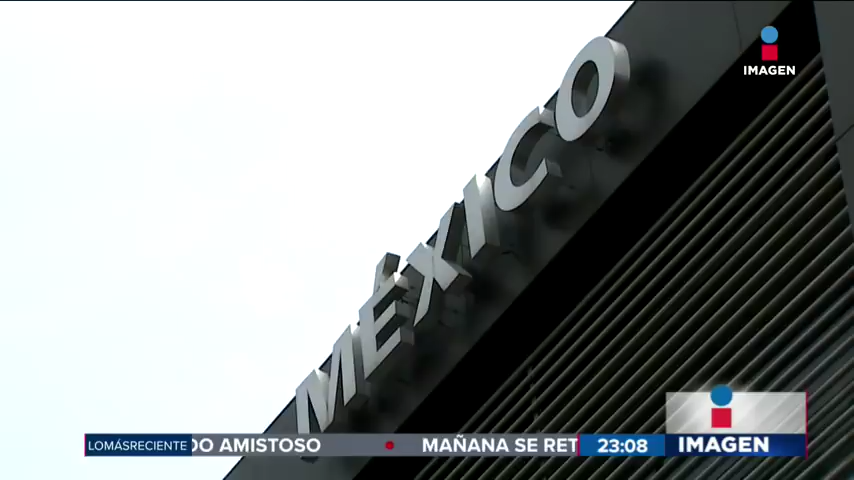 IMAGEN
MÉXICO
LOMÁSRECIENTE DO AMISTOSO MAÑANA SE RET 23:08 IMAGEN